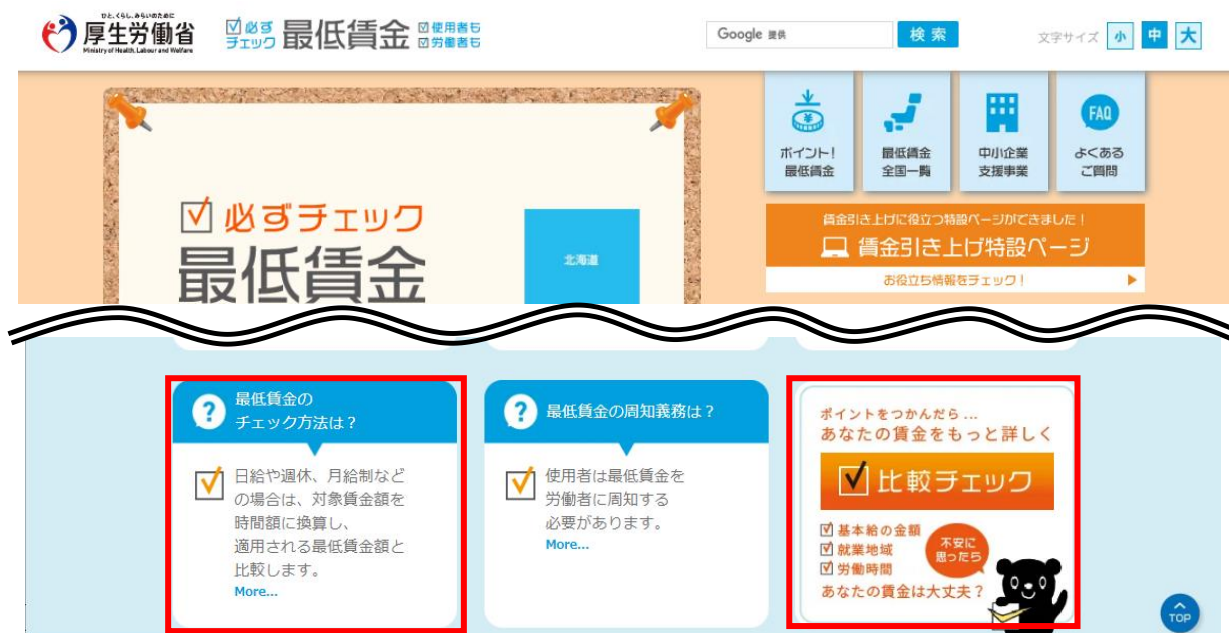 ひと、くらし、みらいのために
厚生労働省
Ministry of Health, Labour and Welfare
必ず
チェック
最低賃金
使用者も
労働者も
Google 提供
検索
文字サイズ 小 中 大
ポイント!
最低賃金
最低賃金
全国一覧
中小企業
支援事業
FAQ
よくある
ご質問
必ずチェック
最低賃金
北海道
賃金引き上げに役立つ特設ページができました!
賃金引き上げ特設ページ
お役立ち情報をチェック!
? 最低賃金の
チェック方法は?
日給や週休、月給制など
の場合は、対象賃金額を
時間額に換算し、
適用される最低賃金額と
比較します。
More...
? 最低賃金の周知義務は?
使用者は最低賃金を
労働者に周知する
必要があります。
More...
ポイントをつかんだら...
あなたの賃金をもっと詳しく
比較チェック
基本給の金額
就業地域
労働時間
不安に
思ったら
あなたの賃金は大丈夫?
TOP